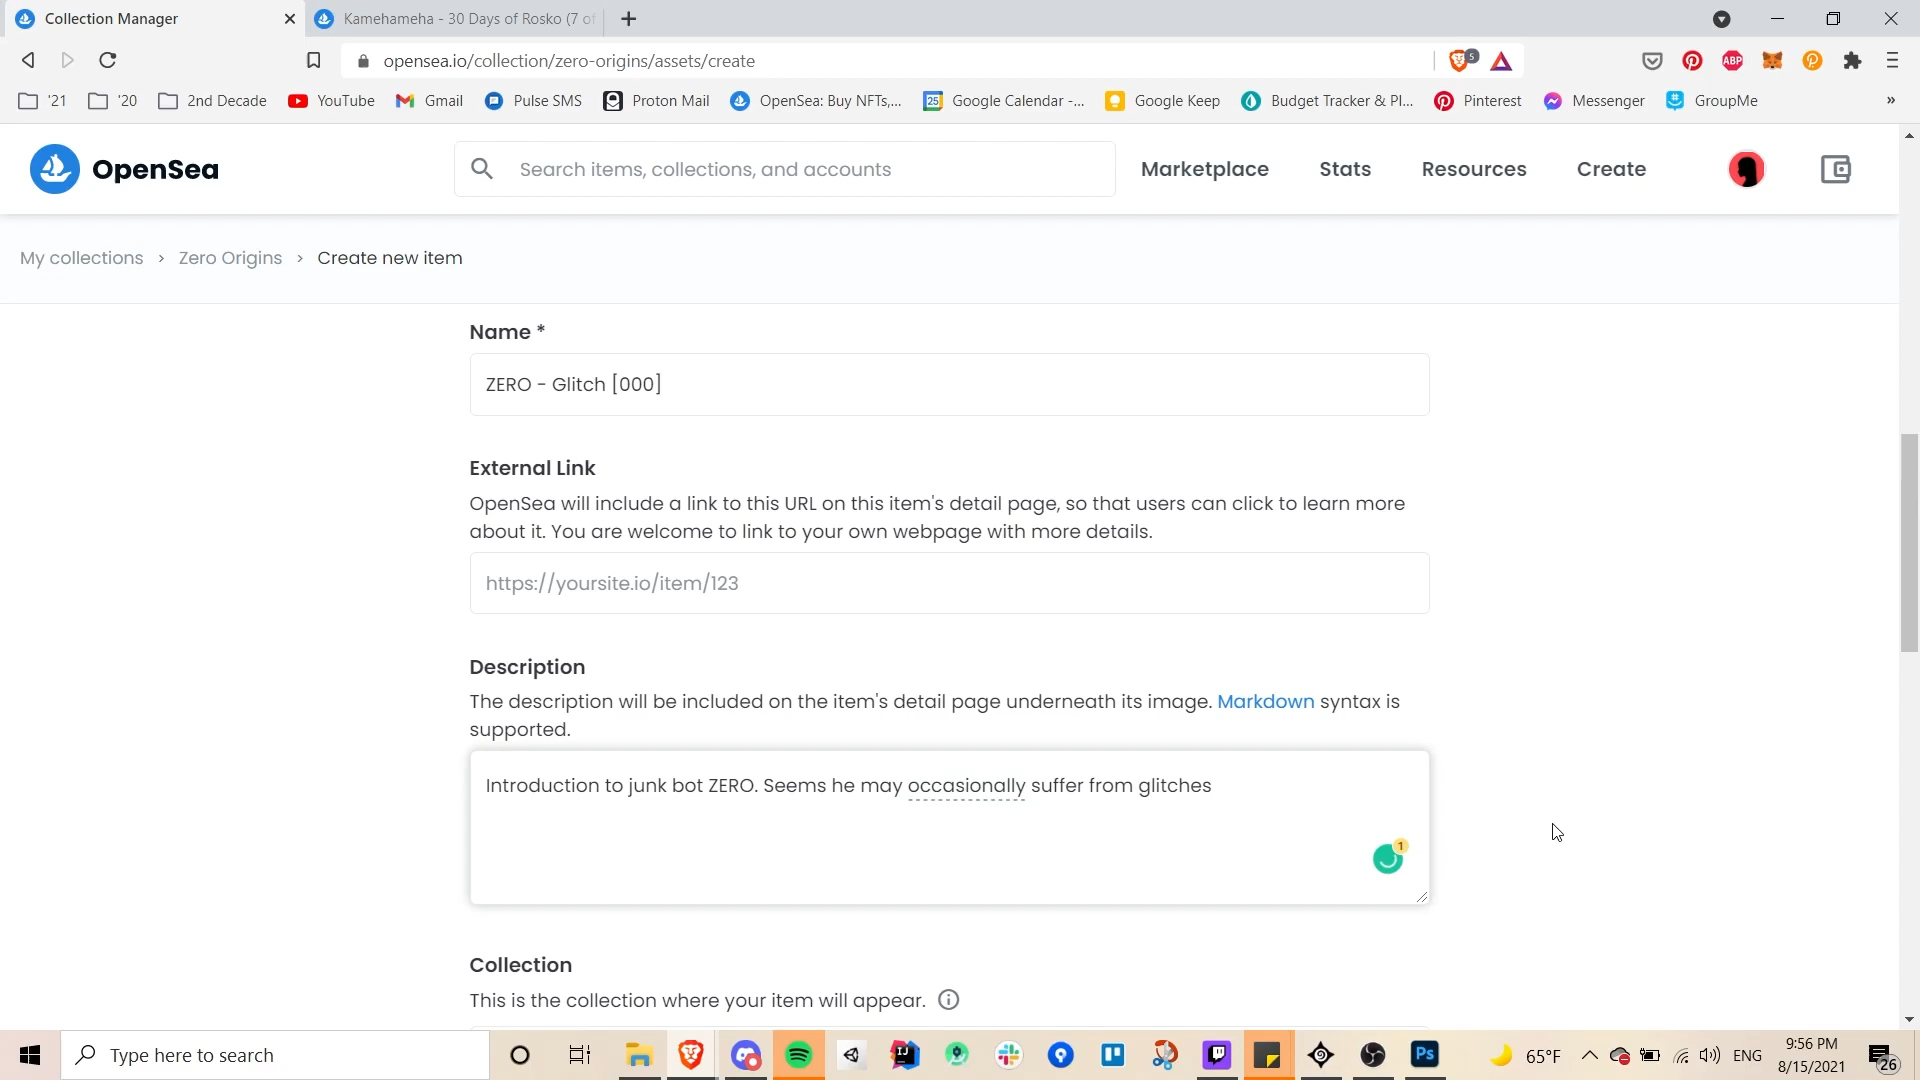 Collection Manager
Kamehameha - 30 Days of Rosko (7 of
opensea.io/collection/zero-origins/assets/create
5
ABP
'21
'20
2nd Decade
YouTube
Gmail
Pulse SMS
Proton Mail
OpenSea: Buy NFTs,...
25
Google Calendar -...
Google Keep
Budget Tracker & Pl...
Pinterest
Messenger
GroupMe
»
OpenSea
Search items, collections, and accounts
Marketplace
Stats
Resources
Create
My collections > Zero Origins > Create new item
Name *
ZERO - Glitch [000]
External Link
OpenSea will include a link to this URL on this item's detail page, so that users can click to learn more
about it. You are welcome to link to your own webpage with more details.
https://yoursite.io/item/123
Description
The description will be included on the item's detail page underneath its image. Markdown syntax is
supported.
Introduction to junk bot ZERO. Seems he may occasionally suffer from glitches
1
Collection
This is the collection where your item will appear.
Type here to search
IJ
Ps
65°F
ENG
9:56 PM
8/15/2021
26